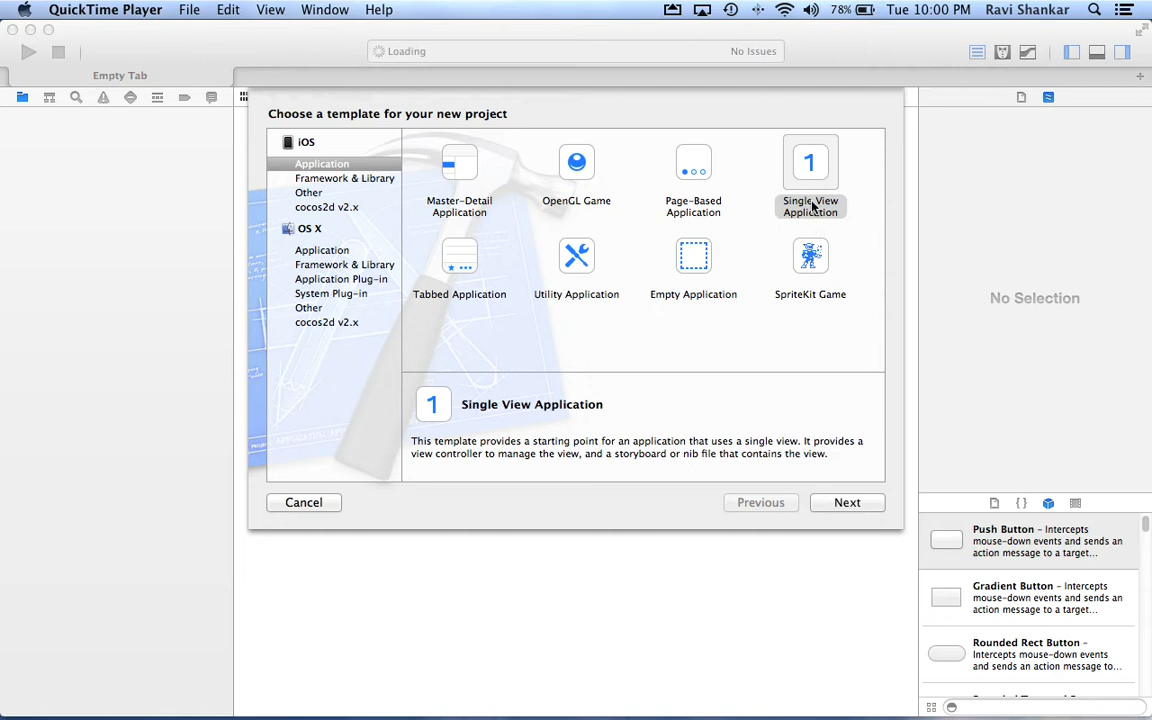 QuickTime Player File Edit View Window Help 78% Tue 10:00 PM Ravi Shankar
Loading No Issues
Empty Tab
Choose a template for your new project
iOS
Application
Framework & Library
Other
cocos2d v2.x
OS X
Application
Framework & Library
Application Plug-in
System Plug-in
Other
cocos2d v2.x
Master-Detail
Application
OpenGL Game
Page-Based
Application
1
Single View
Application
Tabbed Application
Utility Application
Empty Application
SpriteKit Game
1 Single View Application
This template provides a starting point for an application that uses a single view. It provides a
view controller to manage the view, and a storyboard or nib file that contains the view.
Cancel Previous Next
No Selection
Push Button – Intercepts
mouse-down events and sends an
action message to a target...
Gradient Button – Intercepts
mouse-down events and sends an
action message to a target...
Rounded Rect Button –
Intercepts mouse-down events
and sends an action message to...